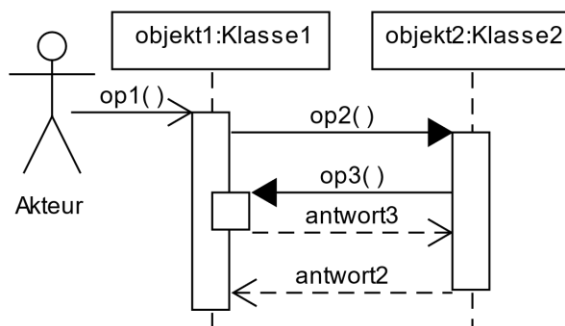 objekt1:Klasse1
objekt2:Klasse2
op1( )
op2( )
op3( )
Akteur
antwort3
antwort2